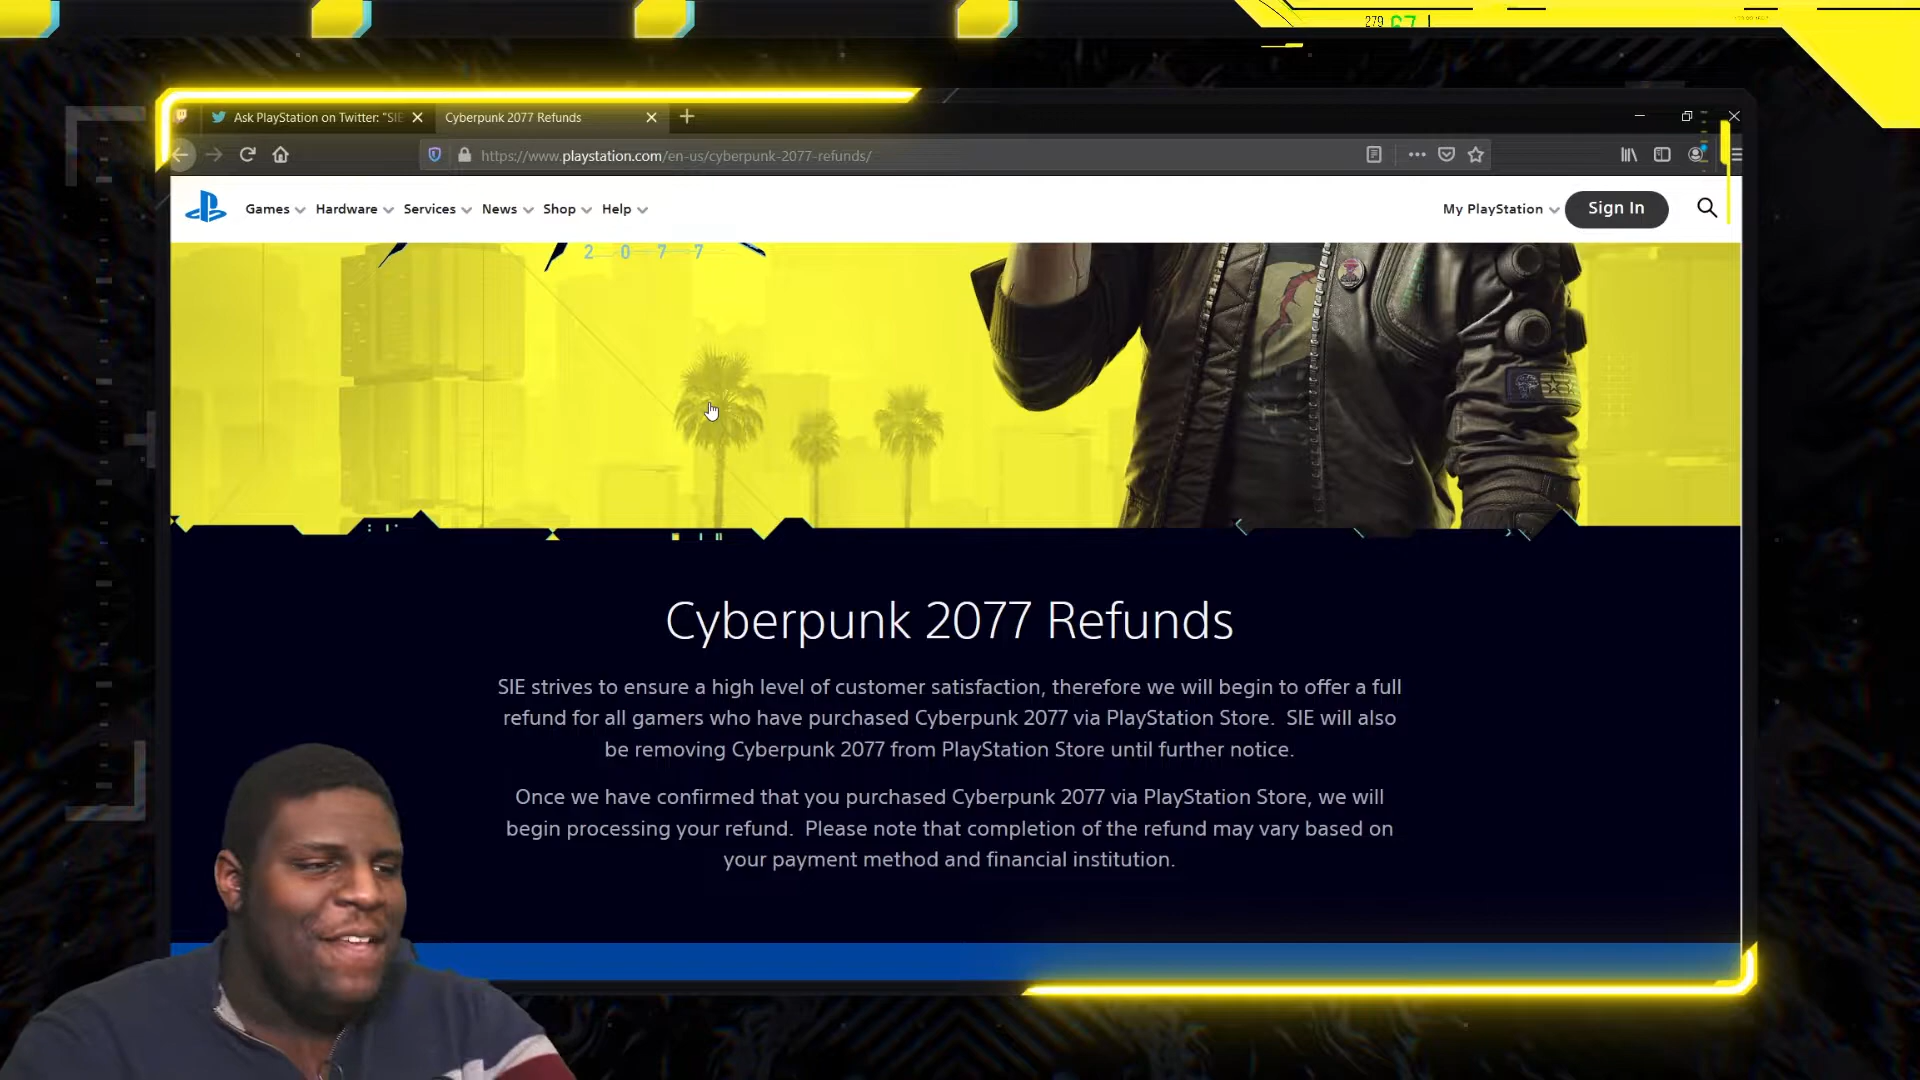 279 67
Ask PlayStation on Twitter: "SIE
Cyberpunk 2077 Refunds
https://www.playstation.com/en-us/cyberpunk-2077-refunds/
Games Hardware Services News Shop Help
My PlayStation Sign In
2077
Cyberpunk 2077 Refunds
SIE strives to ensure a high level of customer satisfaction, therefore we will begin to offer a full
refund for all gamers who have purchased Cyberpunk 2077 via PlayStation Store. SIE will also
be removing Cyberpunk 2077 from PlayStation Store until further notice.
Once we have confirmed that you purchased Cyberpunk 2077 via PlayStation Store, we will
begin processing your refund. Please note that completion of the refund may vary based on
your payment method and financial institution.